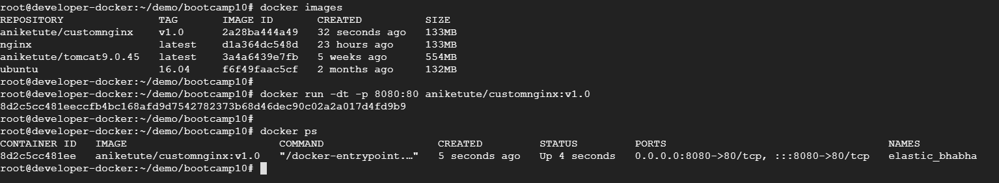 root@developer-docker:~/demo/bootcamp10# docker images
REPOSITORY TAG IMAGE ID CREATED SIZE
aniketute/customnginx v1.0 2a28ba444a49 32 seconds ago 133MB
nginx latest d1a364dc548d 23 hours ago 133MB
aniketute/tomcat9.0.45 latest 3a4a6439e7fb 5 weeks ago 554MB
ubuntu 16.04 f6f49faac5cf 2 months ago 132MB
root@developer-docker:~/demo/bootcamp10#
root@developer-docker:~/demo/bootcamp10# docker run -dt -p 8080:80 aniketute/customnginx:v1.0
8d2c5cc481eeccfb4bc168afd9d7542782373b68d46dec90c02a2a017d4fd9b9
root@developer-docker:~/demo/bootcamp10#
root@developer-docker:~/demo/bootcamp10# docker ps
CONTAINER ID IMAGE COMMAND CREATED STATUS PORTS NAMES
8d2c5cc481ee aniketute/customnginx:v1.0 "/docker-entrypoint.…" 5 seconds ago Up 4 seconds 0.0.0.0:8080->80/tcp, :::8080->80/tcp elastic_bhabha
root@developer-docker:~/demo/bootcamp10#